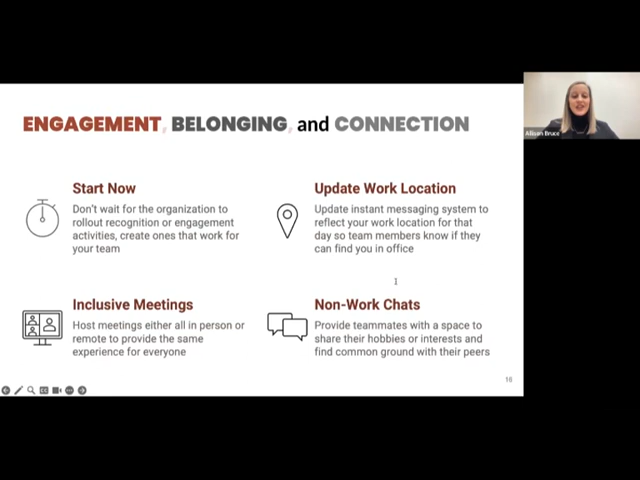 ENGAGEMENT, BELONGING, and CONNECTION
Allison Bruce
Start Now
Don't wait for the organization to
rollout recognition or engagement
activities, create ones that work for
your team
Update Work Location
Update instant messaging system to
reflect your work location for that
day so team members know if they
can find you in office
Inclusive Meetings
Host meetings either all in person or
remote to provide the same
experience for everyone
Non-Work Chats
Provide teammates with a space to
share their hobbies or interests and
find common ground with their peers
16